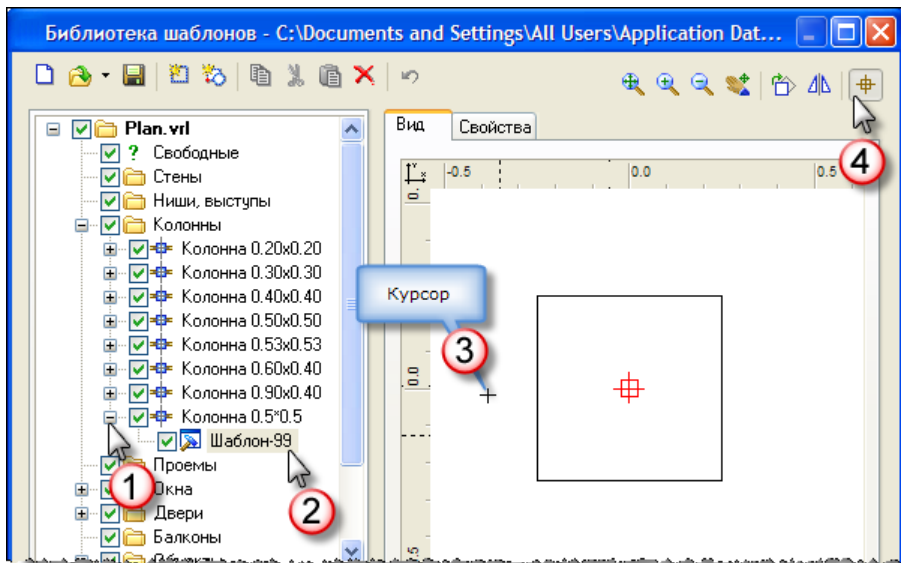 Библиотека шаблонов - C:\Documents and Settings\All Users\Application Dat...
Plan.vrl
? Свободные
Стены
Ниши, выступы
Колонны
Колонна 0.20x0.20
Колонна 0.30x0.30
Колонна 0.40x0.40
Колонна 0.50x0.50
Колонна 0.53x0.53
Колонна 0.60x0.40
Колонна 0.90x0.40
Колонна 0.5*0.5
Шаблон-99
Проемы
Окна
Двери
Балконы
1
2
Вид
Свойства
4
Y
x
-0.5
0.0
0.5
Курсор
3
0.0